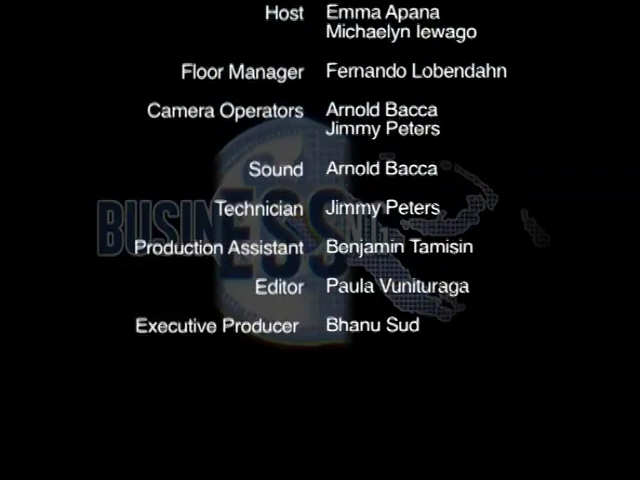 Host Emma Apana
Michaelyn Iewago
Floor Manager Fernando Lobendahn
Camera Operators Arnold Bacca
Jimmy Peters
Sound Arnold Bacca
Technician Jimmy Peters
BUSINESS
Production Assistant Benjamin Tamisin
Editor Paula Vunituraga
Executive Producer Bhanu Sud